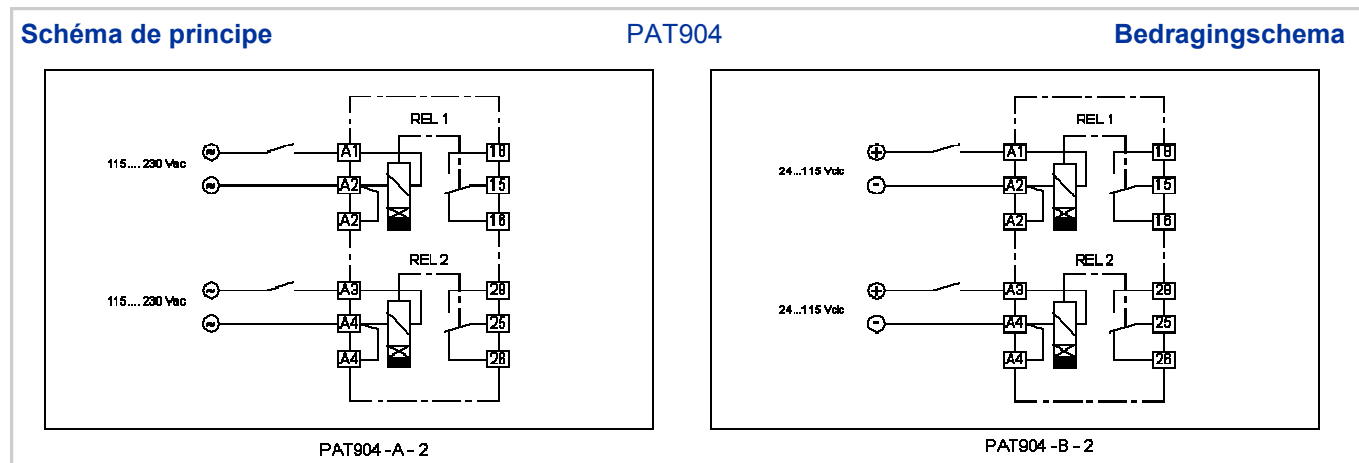 Schéma de principe
PAT904
Bedragingschema
REL 1
115.... 230 Vac
A1
A2
A2
18
15
16
REL 2
115.... 230 Vac
A3
A4
A4
28
25
26
PAT904 -A - 2
REL 1
24...115 Vdc
A1
A2
A2
18
15
16
REL 2
24...115 Vdc
A3
A4
A4
28
25
26
PAT904 -B - 2